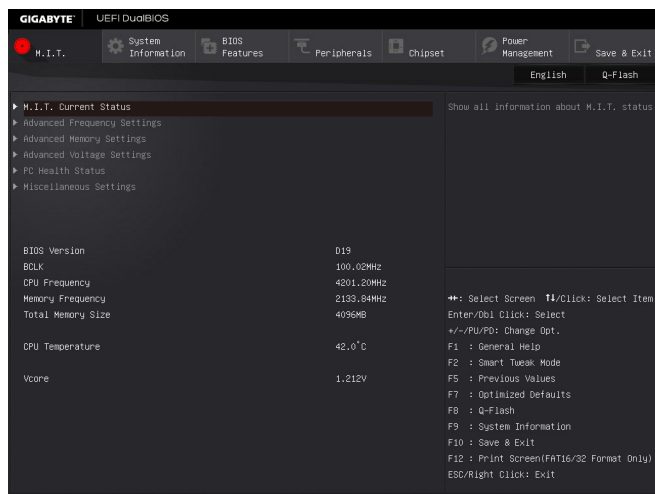 GIGABYTE™ UEFI DualBIOS
M.I.T.
System Information
BIOS Features
Peripherals
Chipset
Power Management
Save & Exit
English Q-Flash
M.I.T. Current Status
Advanced Frequency Settings
Advanced Memory Settings
Advanced Voltage Settings
PC Health Status
Miscellaneous Settings
Show all information about M.I.T. status
BIOS Version D19
BCLK 100.02MHz
CPU Frequency 4201.20MHz
Memory Frequency 2133.84MHz
Total Memory Size 4096MB
CPU Temperature 42.0°C
Vcore 1.212V
→←: Select Screen ↑↓/Click: Select Item
Enter/Dbl Click: Select
+/-/PU/PD: Change Opt.
F1 : General Help
F2 : Smart Tweak Mode
F5 : Previous Values
F7 : Optimized Defaults
F8 : Q-Flash
F9 : System Information
F10 : Save & Exit
F12 : Print Screen(FAT16/32 Format Only)
ESC/Right Click: Exit